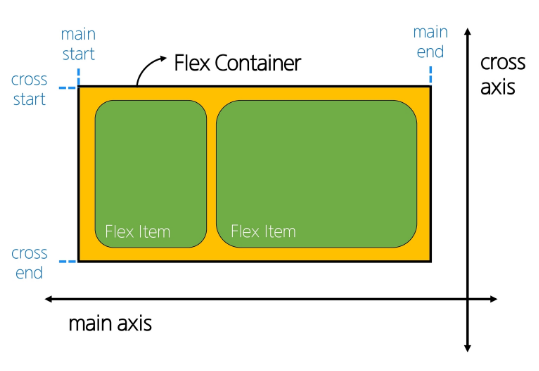 main
start
main
end
Flex Container
cross
axis
cross
start
Flex Item
Flex Item
cross
end
main axis